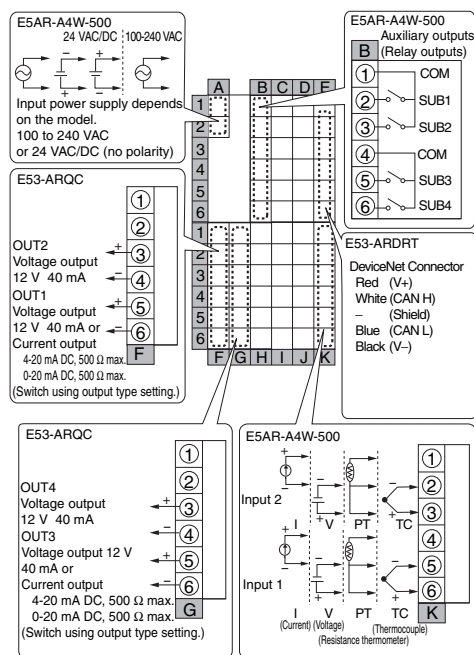 E5AR-A4W-500
24 VAC/DC 100-240 VAC
Input power supply depends
on the model.
100 to 240 VAC
or 24 VAC/DC (no polarity)
E5AR-A4W-500
Auxiliary outputs
(Relay outputs)
B
1 COM
2 SUB1
3 SUB2
4 COM
5 SUB3
6 SUB4
A B C D E
1
2
3
4
5
6
1
2
3
4
5
6
F G H I J K
E53-ARQC
1
2
OUT2
Voltage output
12 V 40 mA
+ 3
− 4
OUT1
Voltage output
12 V 40 mA or
Current output
+ 5
− 6
4-20 mA DC, 500 Ω max.
0-20 mA DC, 500 Ω max.
(Switch using output type setting.)
F
E53-ARDRT
DeviceNet Connector
Red (V+)
White (CAN H)
– (Shield)
Blue (CAN L)
Black (V–)
E53-ARQC
1
2
OUT4
Voltage output
12 V 40 mA
+ 3
− 4
OUT3
Voltage output 12 V
40 mA or
Current output
+ 5
− 6
4-20 mA DC, 500 Ω max.
0-20 mA DC, 500 Ω max.
(Switch using output type setting.)
G
E5AR-A4W-500
Input 2
I V PT TC
Input 1
I V PT TC
(Current) (Voltage) (Thermocouple)
(Resistance thermometer)
1
2
3
4
5
6
K